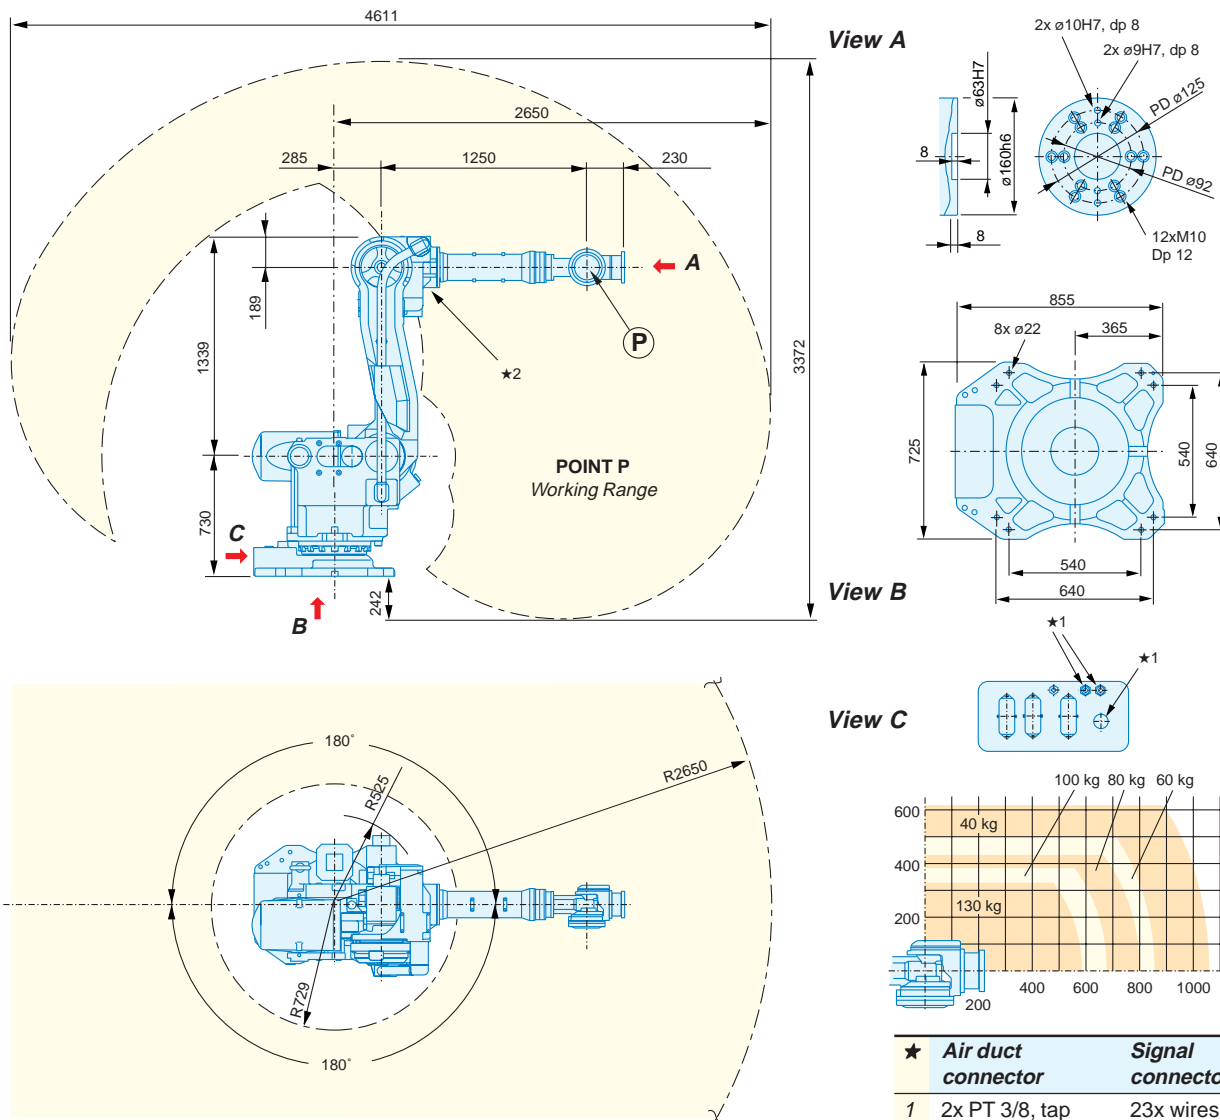 4611
2650
285
1250
230
189
1339
730
3372
242
A
★2
P
POINT P
Working Range
C
B
View A
2x ø10H7, dp 8
2x ø9H7, dp 8
ø63H7
PD ø125
8
ø160h6
PD ø92
8
12xM10
Dp 12
855
8x ø22
365
725
540
640
540
640
View B
★1
★1
View C
180°
R525
R2650
R729
180°
100 kg
80 kg
60 kg
600
40 kg
400
200
130 kg
200
400
600
800
1000
★ Air duct connector
Signal
1 2x PT 3/8, tap
23x wires